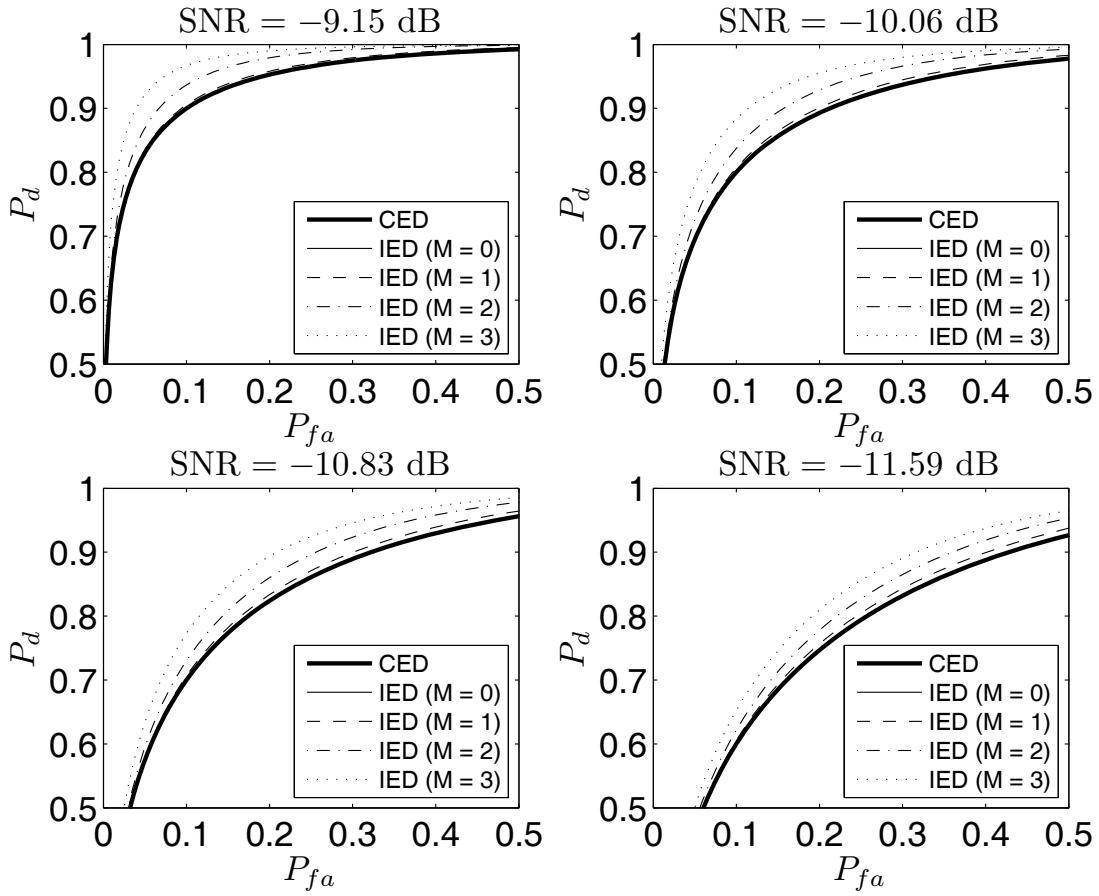 SNR = −9.15 dB
1
0.9
0.8
0.7
0.6
0.5
P_d
CED
IED (M = 0)
IED (M = 1)
IED (M = 2)
IED (M = 3)
0 0.1 0.2 0.3 0.4 0.5
P_fa
SNR = −10.06 dB
1
0.9
0.8
0.7
0.6
0.5
P_d
CED
IED (M = 0)
IED (M = 1)
IED (M = 2)
IED (M = 3)
0 0.1 0.2 0.3 0.4 0.5
P_fa
SNR = −10.83 dB
1
0.9
0.8
0.7
0.6
0.5
P_d
CED
IED (M = 0)
IED (M = 1)
IED (M = 2)
IED (M = 3)
0 0.1 0.2 0.3 0.4 0.5
P_fa
SNR = −11.59 dB
1
0.9
0.8
0.7
0.6
0.5
P_d
CED
IED (M = 0)
IED (M = 1)
IED (M = 2)
IED (M = 3)
0 0.1 0.2 0.3 0.4 0.5
P_fa